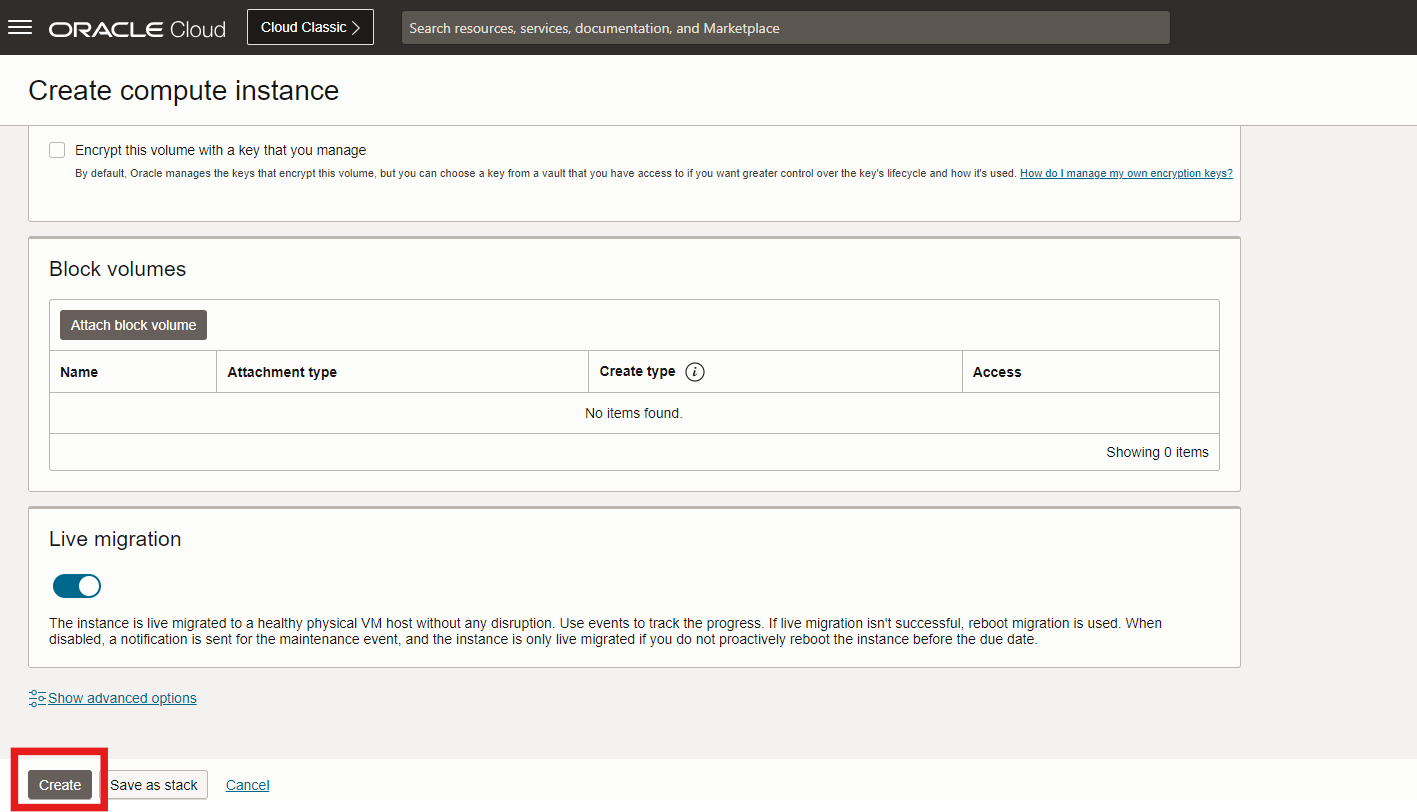 ORACLE Cloud
Cloud Classic
Search resources, services, documentation, and Marketplace
Create compute instance
Encrypt this volume with a key that you manage
By default, Oracle manages the keys that encrypt this volume, but you can choose a key from a vault that you have access to if you want greater control over the key's lifecycle and how it's used. How do I manage my own encryption keys?
Block volumes
Attach block volume
Name Attachment type Create type i Access
No items found.
Showing 0 items
Live migration
The instance is live migrated to a healthy physical VM host without any disruption. Use events to track the progress. If live migration isn't successful, reboot migration is used. When
disabled, a notification is sent for the maintenance event, and the instance is only live migrated if you do not proactively reboot the instance before the due date.
Show advanced options
Create Save as stack Cancel